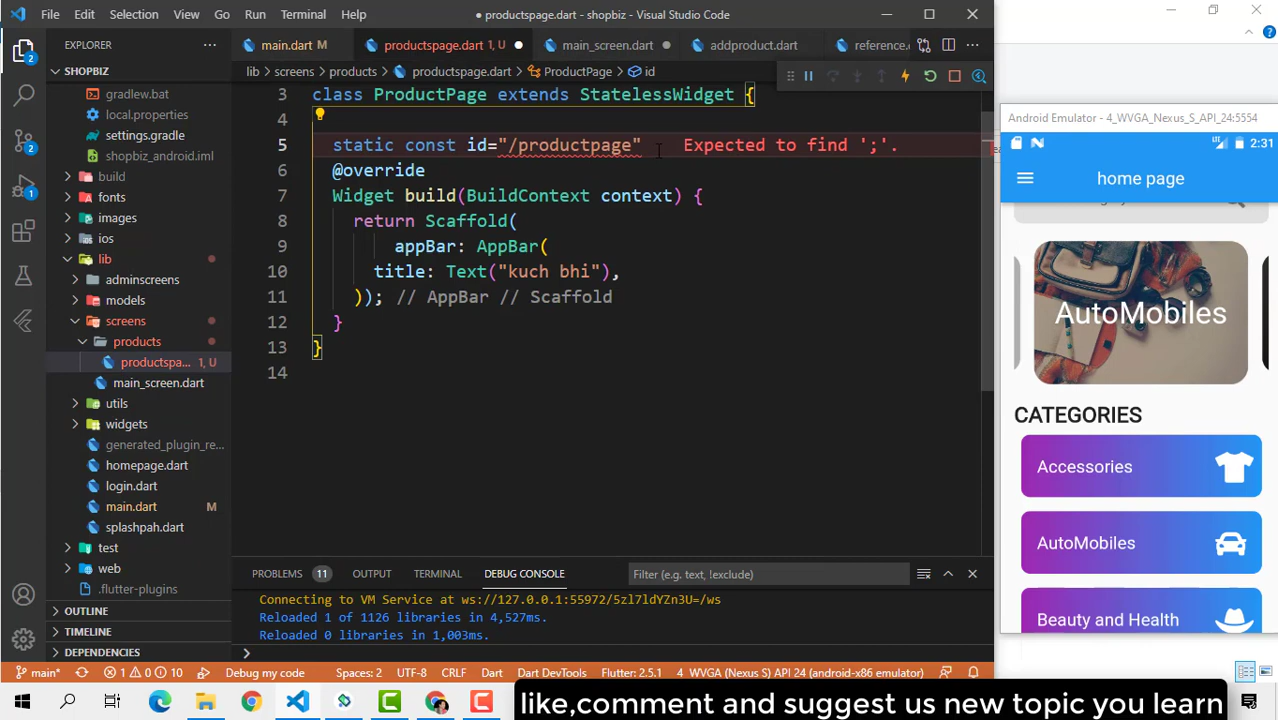 File Edit Selection View Go Run Terminal Help
● productspage.dart - shopbiz - Visual Studio Code
EXPLORER
main.dart M
productspage.dart 1, U
main_screen.dart
addproduct.dart
reference.
lib > screens > products > productspage.dart > ProductPage > id
SHOPBIZ
gradlew.bat
local.properties
settings.gradle
shopbiz_android.iml
build
fonts
images
ios
lib
adminscreens
models
screens
products
productspa... 1, U
main_screen.dart
utils
widgets
generated_plugin_re...
homepage.dart
login.dart
main.dart M
splashpah.dart
test
web
.flutter-plugins
OUTLINE
TIMELINE
DEPENDENCIES
3 class ProductPage extends StatelessWidget {
4
5 static const id="/productpage" Expected to find ';'.
6 @override
7 Widget build(BuildContext context) {
8 return Scaffold(
9 appBar: AppBar(
10 title: Text("kuch bhi"),
11 )); // AppBar // Scaffold
12 }
13 }
14
PROBLEMS 11 OUTPUT TERMINAL DEBUG CONSOLE Filter (e.g. text, !exclude)
Connecting to VM Service at ws://127.0.0.1:55972/5zl7ldYZn3U=/ws
Reloaded 1 of 1126 libraries in 4,527ms.
Reloaded 0 libraries in 1,003ms.
main* 1 0 10 Debug my code Spaces: 2 UTF-8 CRLF Dart Dart DevTools Flutter: 2.5.1 4_WVGA (Nexus S) API 24 (android-x86 emulator)
2
1
Android Emulator - 4_WVGA_Nexus_S_API_24:5554
2:31
home page
AutoMobiles
CATEGORIES
Accessories
AutoMobiles
Beauty and Health
like,comment and suggest us new topic you learn